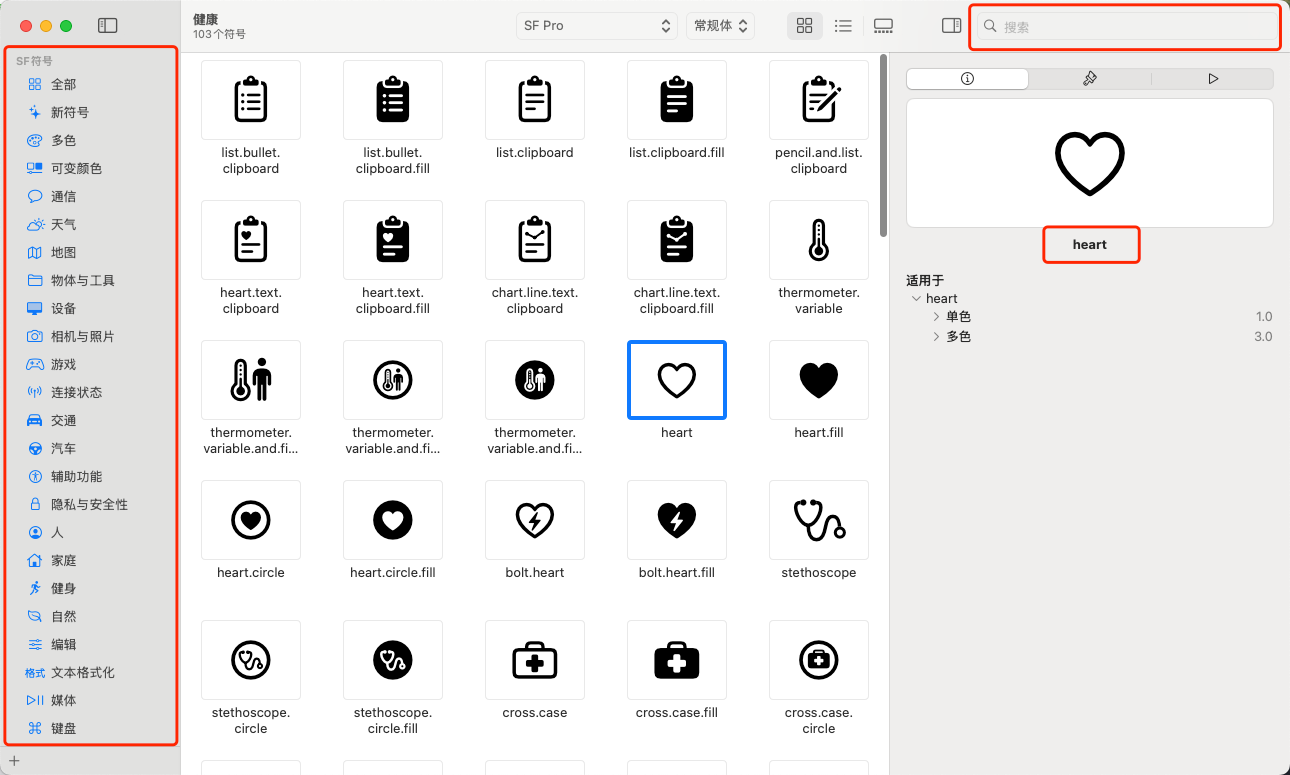 健康
103个符号
SF Pro
常规体
搜索
SF符号
全部
新符号
多色
可变颜色
通信
天气
地图
物体与工具
设备
相机与照片
游戏
连接状态
交通
汽车
辅助功能
隐私与安全性
人
家庭
健身
自然
编辑
格式 文本格式化
媒体
键盘
list.bullet.
clipboard
list.bullet.
clipboard.fill
list.clipboard
list.clipboard.fill
pencil.and.list.
clipboard
heart.text.
clipboard
heart.text.
clipboard.fill
chart.line.text.
clipboard
chart.line.text.
clipboard.fill
thermometer.
variable
thermometer.
variable.and.fi...
thermometer.
variable.and.fi...
thermometer.
variable.and.fi...
heart
heart.fill
heart.circle
heart.circle.fill
bolt.heart
bolt.heart.fill
stethoscope
stethoscope.
circle
stethoscope.
circle.fill
cross.case
cross.case.fill
cross.case.
circle
heart
适用于
heart
单色 1.0
多色 3.0